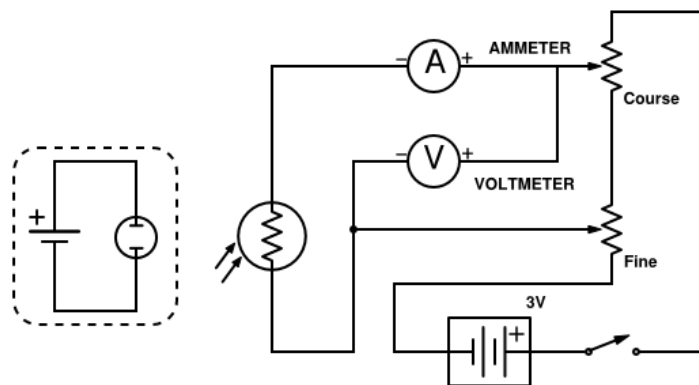 AMMETER
− A +
Course
− V +
VOLTMETER
+
Fine
3V
+